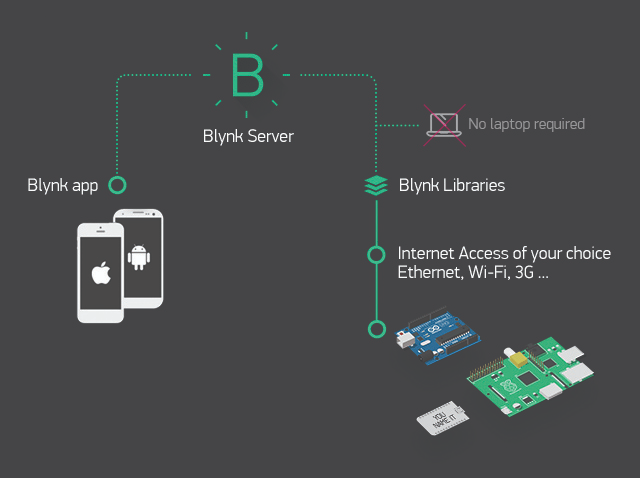 B
Blynk Server
No laptop required
Blynk app
Blynk Libraries
Internet Access of your choice
Ethernet, Wi-Fi, 3G ...
YOU
NAME IT